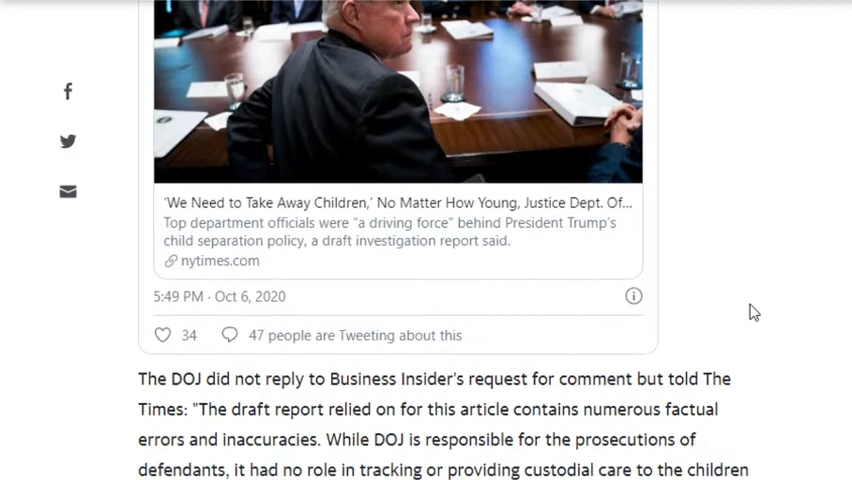 ‘We Need to Take Away Children,’ No Matter How Young, Justice Dept. Of...
Top department officials were “a driving force” behind President Trump’s
child separation policy, a draft investigation report said.
nytimes.com
5:49 PM · Oct 6, 2020
34 47 people are Tweeting about this
The DOJ did not reply to Business Insider's request for comment but told The
Times: "The draft report relied on for this article contains numerous factual
errors and inaccuracies. While DOJ is responsible for the prosecutions of
defendants, it had no role in tracking or providing custodial care to the children